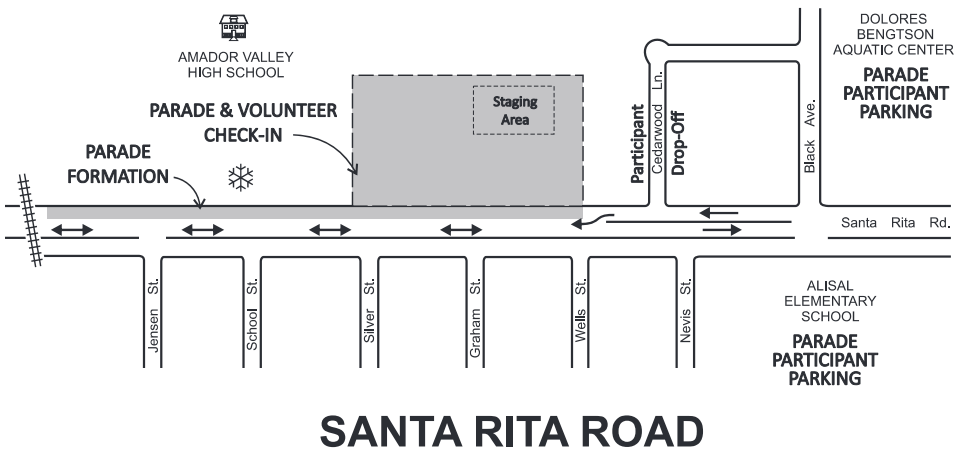 AMADOR VALLEY
HIGH SCHOOL
PARADE & VOLUNTEER
CHECK-IN
PARADE
FORMATION
Staging
Area
Participant
Cedarwood Ln.
Drop-Off
Black Ave.
DOLORES
BENGTSON
AQUATIC CENTER
PARADE
PARTICIPANT
PARKING
Santa Rita Rd.
Jensen St.
School St.
Silver St.
Graham St.
Wells St.
Nevis St.
ALISAL
ELEMENTARY
SCHOOL
PARADE
PARTICIPANT
PARKING
SANTA RITA ROAD